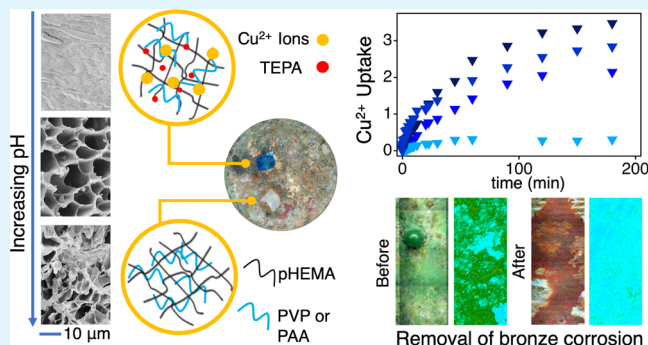 Increasing pH
10 μm
Cu²⁺ Ions
TEPA
pHEMA
PVP or
PAA
Cu²⁺ Uptake
3
2
1
0
0
100
200
time (min)
Before
After
Removal of bronze corrosion